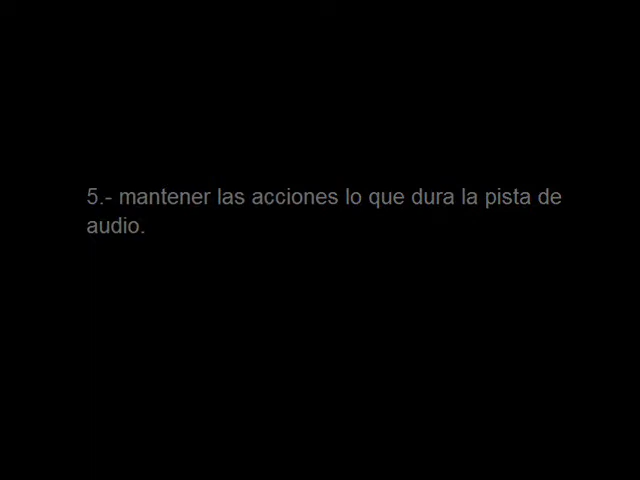 5.- mantener las acciones lo que dura la pista de
audio.